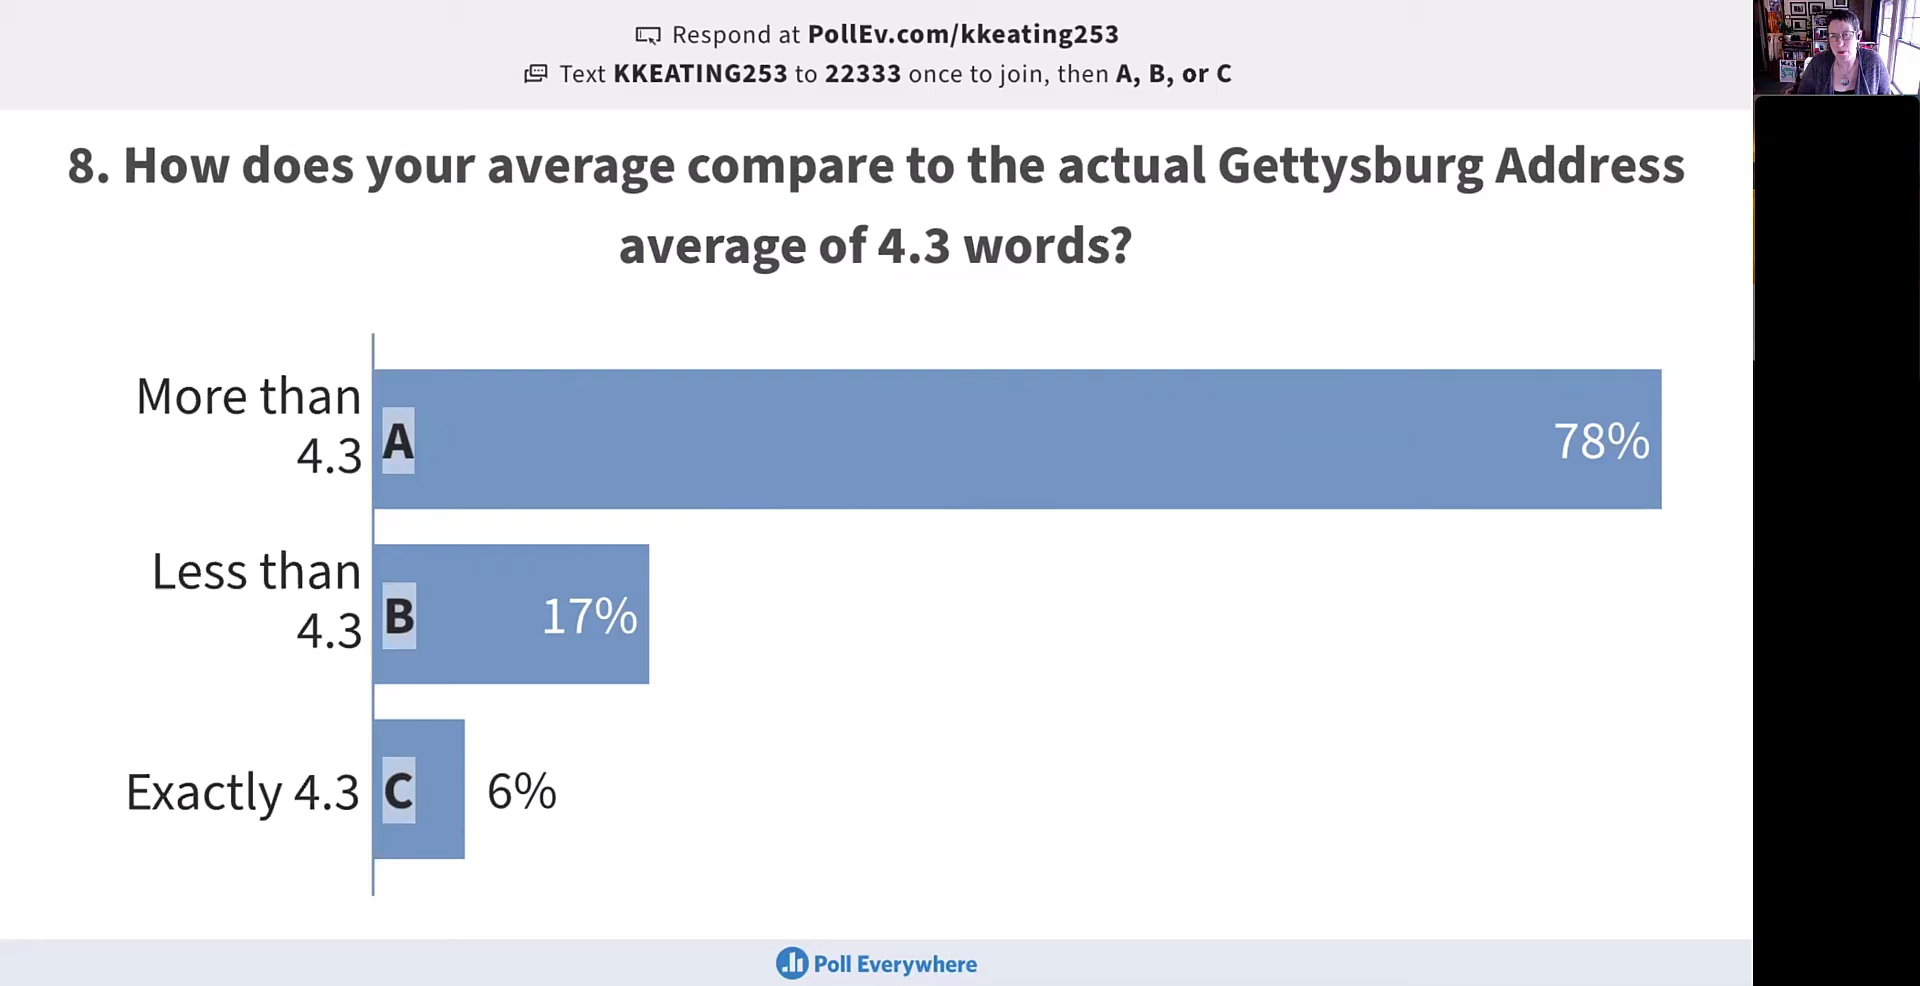 Respond at PollEv.com/kkeating253
Text KKEATING253 to 22333 once to join, then A, B, or C
8. How does your average compare to the actual Gettysburg Address
average of 4.3 words?
More than
4.3
A
78%
Less than
4.3
B
17%
Exactly 4.3
C
6%
Poll Everywhere